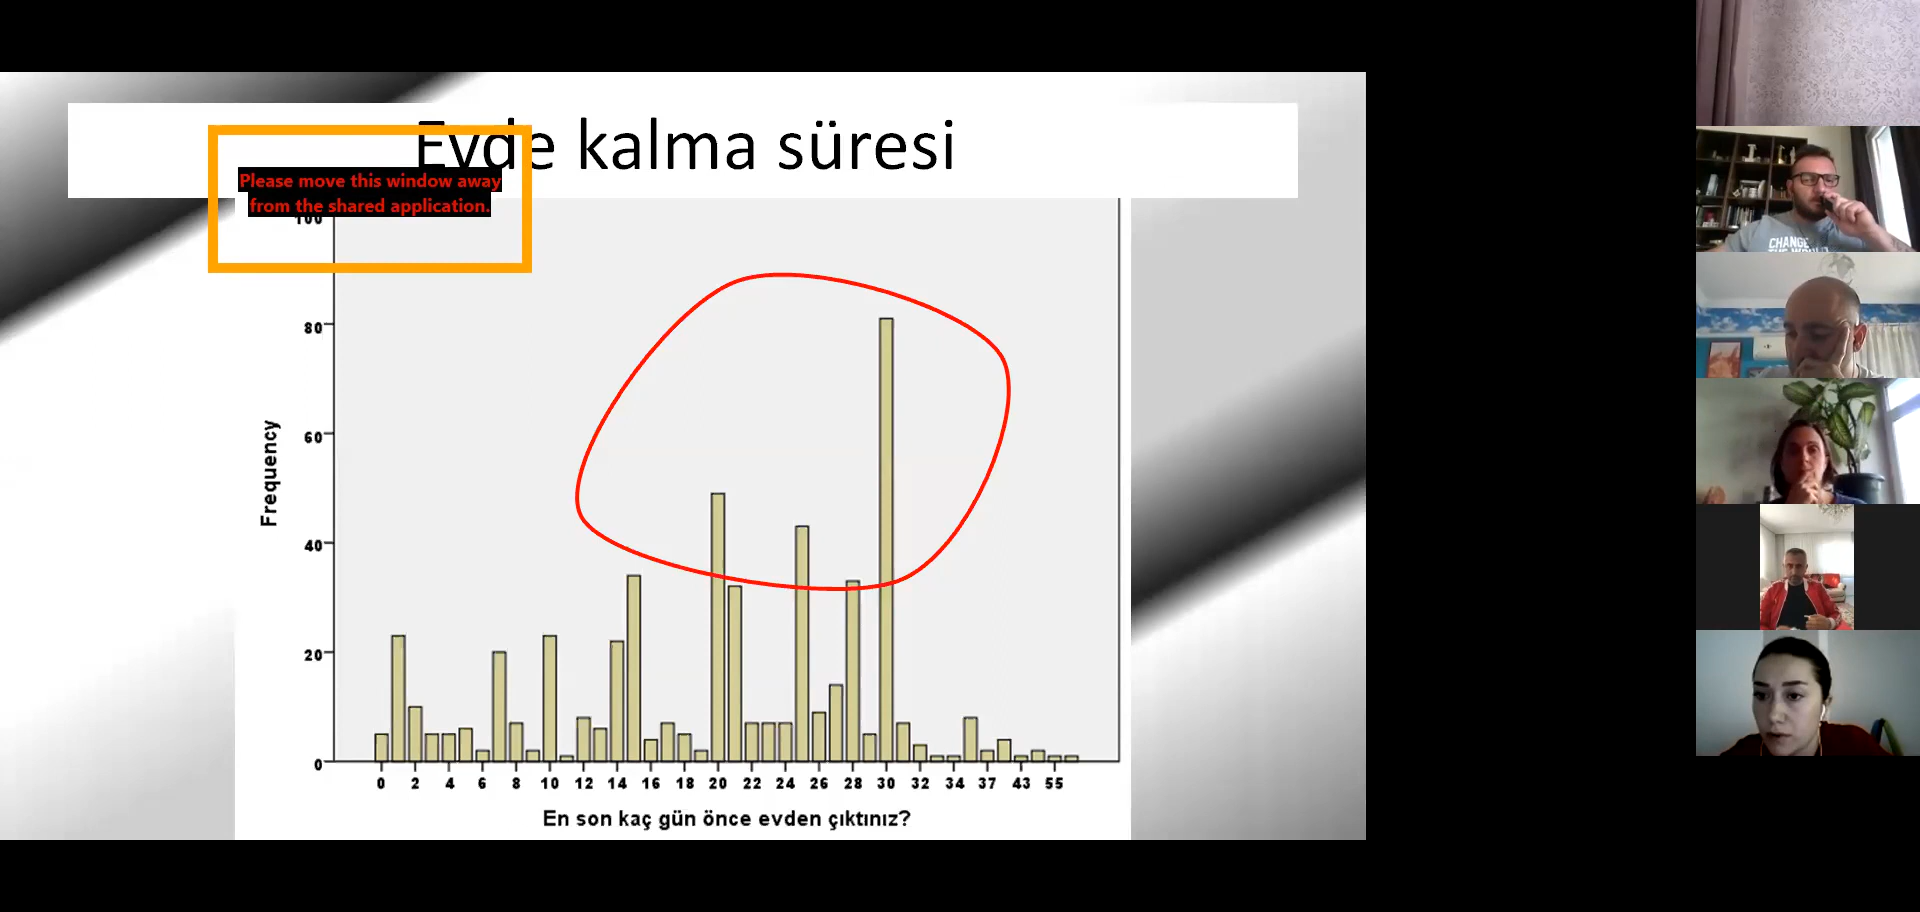 Evde kalma süresi
Please move this window away
from the shared application.
100
80
60
40
20
0
Frequency
0 2 4 6 8 10 12 14 16 18 20 22 24 26 28 30 32 34 37 43 55
En son kaç gün önce evden çıktınız?
CHANGE